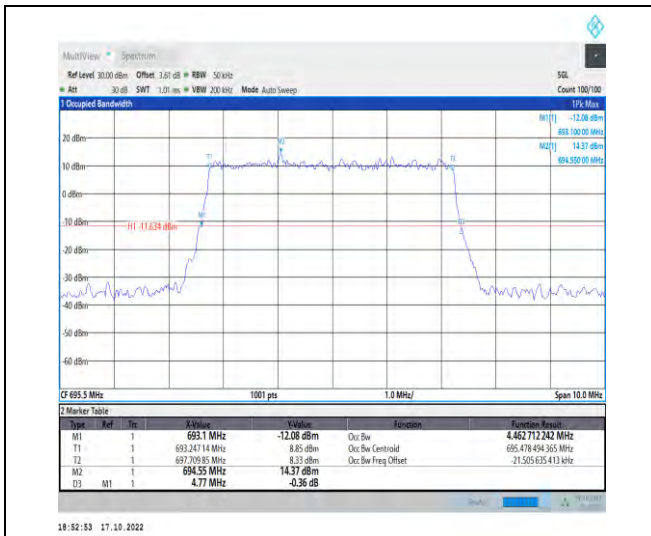 MultiView Spectrum
Ref Level 30.00 dBm Offset 3.61 dB RBW 50 kHz SGL
Att 30 dB SWT 1.01 ms VBW 200 kHz Mode Auto Sweep Count 100/100
1 Occupied Bandwidth 1Pk Max
M1[1] -12.08 dBm
693.100 00 MHz
M2[1] 14.37 dBm
694.550 00 MHz
20 dBm
M2
T1 T2
10 dBm
0 dBm
M1
-10 dBm
H1 -11.634 dBm
-20 dBm
-30 dBm
-40 dBm
-50 dBm
-60 dBm
CF 695.5 MHz 1001 pts 1.0 MHz/ Span 10.0 MHz
2 Marker Table
Type Ref Trc X-Value Y-Value Function Function Result
M1 1 693.1 MHz -12.08 dBm Occ Bw 4.462 712 242 MHz
T1 1 693.247 14 MHz 8.85 dBm Occ Bw Centroid 695.478 494 365 MHz
T2 1 697.709 85 MHz 8.33 dBm Occ Bw Freq Offset -21.505 635 413 kHz
M2 1 694.55 MHz 14.37 dBm
D3 M1 1 4.77 MHz -0.36 dB
18:52:53 17.10.2022